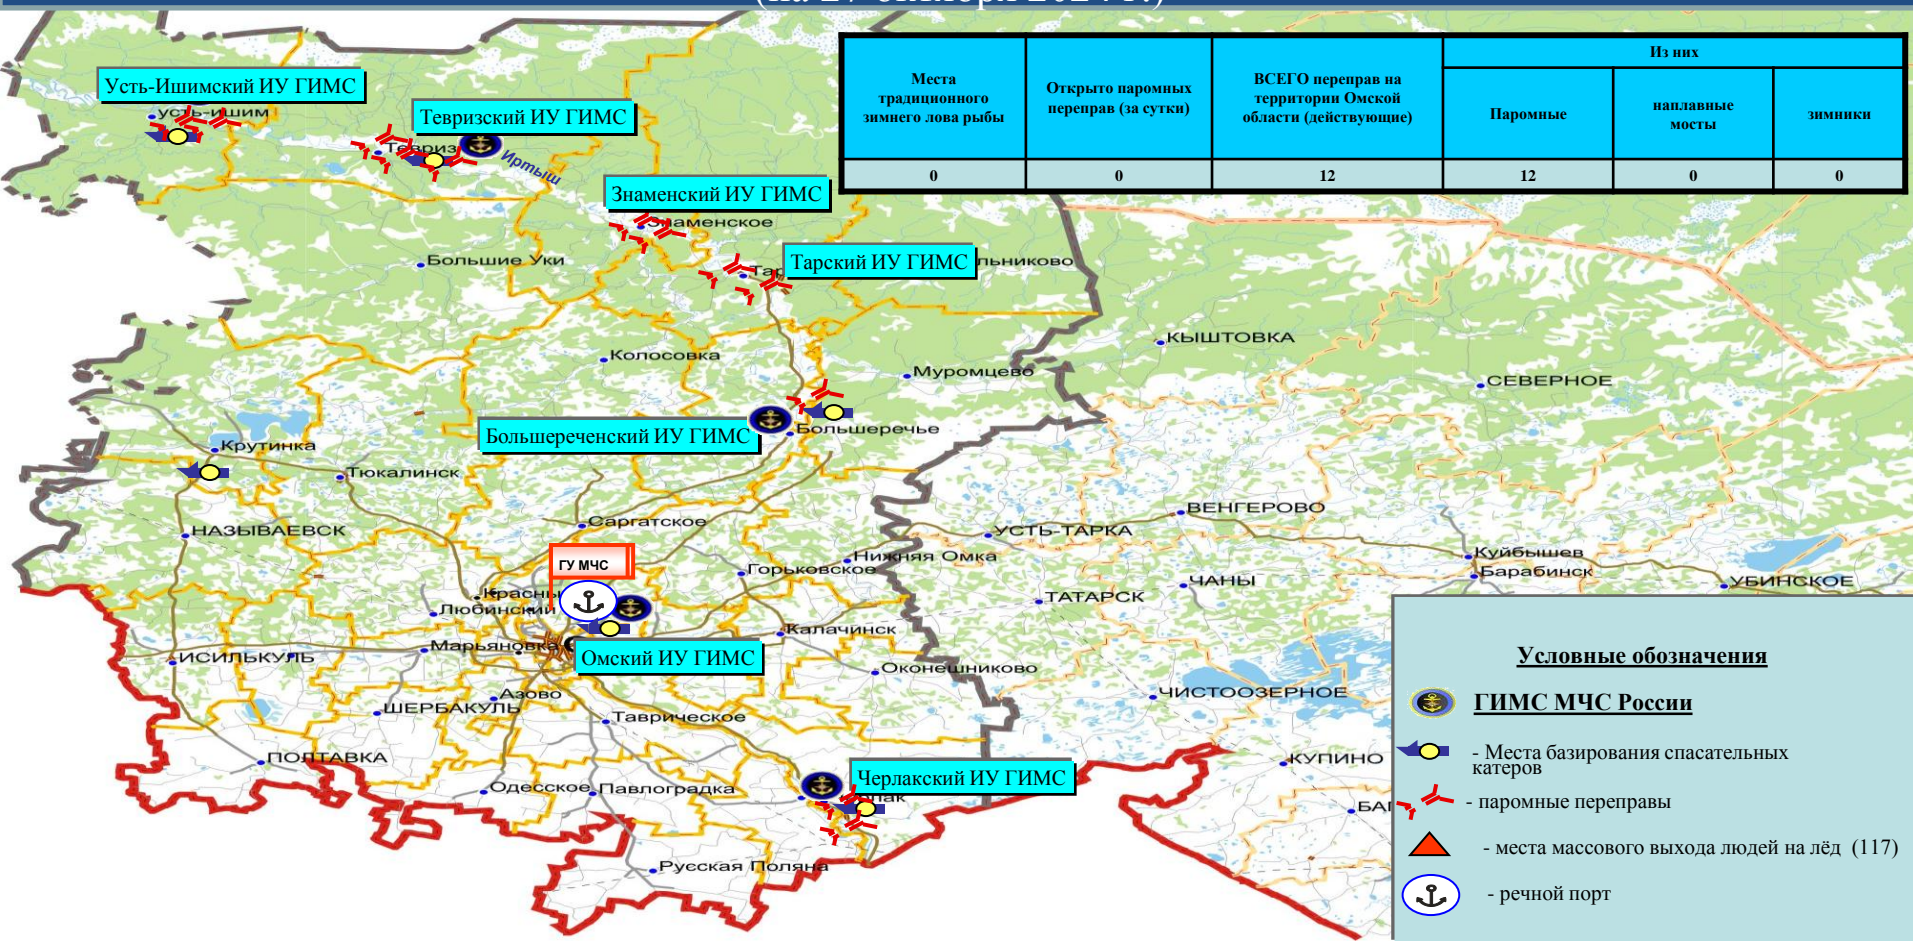 Усть-Ишимский ИУ ГИМС
усть-ишим
Тевризский ИУ ГИМС
Тевриз
Иртыш
Знаменский ИУ ГИМС
Знаменское
Тарский ИУ ГИМС
Большие Уки
Места
традиционного
зимнего лова рыбы
Открыто паромных
переправ (за сутки)
ВСЕГО переправ на
территории Омской
области (действующие)
Из них
Паромные
наплавные
мосты
зимники
0
0
12
12
0
0
Колосовка
Муромцево
КЫШТОВКА
СЕВЕРНОЕ
Большереченский ИУ ГИМС
Большеречье
Крутинка
Тюкалинск
НАЗЫВАЕВСК
Саргатское
ВЕНГЕРОВО
УСТЬ-ТАРКА
Нижняя Омка
Горьковское
Куйбышев
Барабинск
ЧАНЫ
УБИНСКОЕ
ТАТАРСК
ГУ МЧС
Любинский
Марьяновка
ИСИЛЬКУЛЬ
Омский ИУ ГИМС
Калачинск
Оконешниково
ЧИСТООЗЕРНОЕ
Азово
ШЕРБАКУЛЬ
Таврическое
ПОЛТАВКА
Одесское
Павлоградка
Черлакский ИУ ГИМС
КУПИНО
Русская Поляна
Условные обозначения
ГИМС МЧС России
- Места базирования спасательных
катеров
- паромные переправы
- места массового выхода людей на лёд (117)
- речной порт